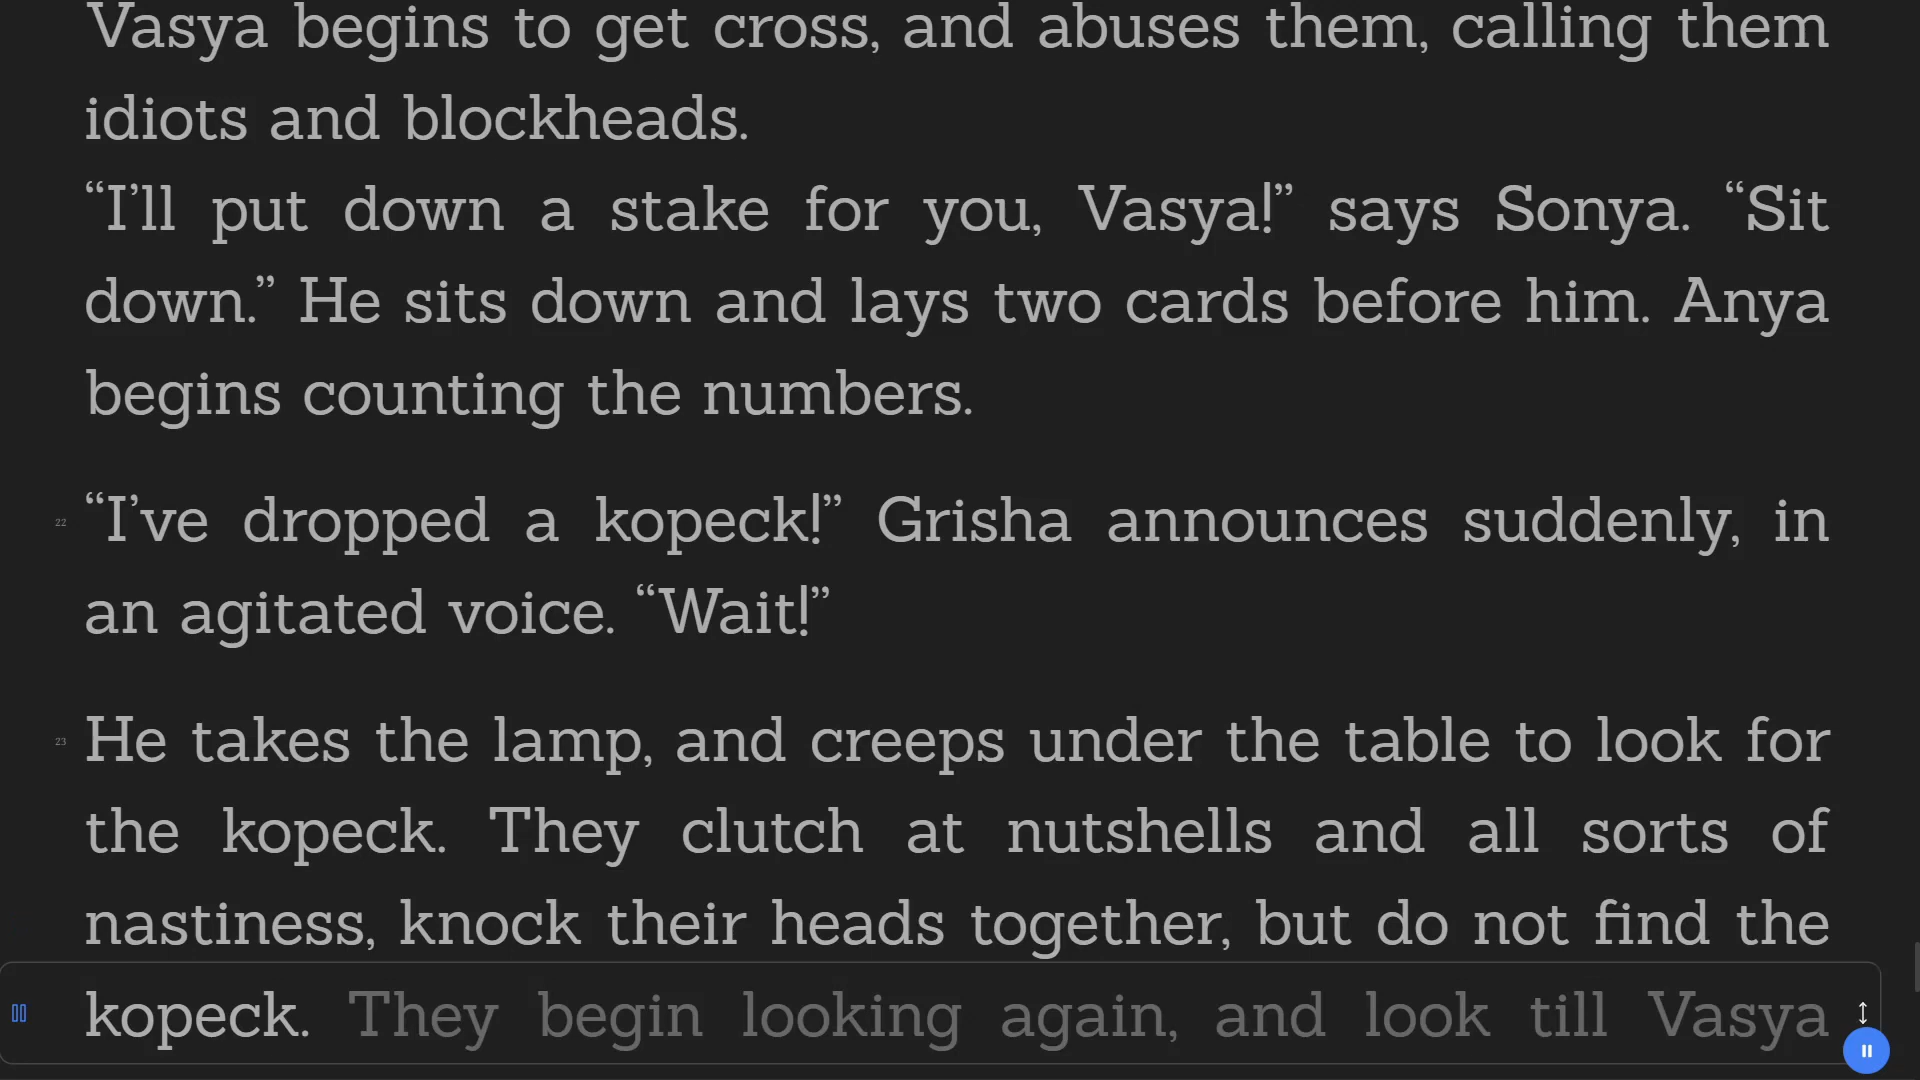 Vasya begins to get cross, and abuses them, calling them
idiots and blockheads.
“I’ll put down a stake for you, Vasya!” says Sonya. “Sit
down.” He sits down and lays two cards before him. Anya
begins counting the numbers.
22
“I’ve dropped a kopeck!” Grisha announces suddenly, in
an agitated voice. “Wait!”
23
He takes the lamp, and creeps under the table to look for
the kopeck. They clutch at nutshells and all sorts of
nastiness, knock their heads together, but do not find the
kopeck. They begin looking again, and look till Vasya